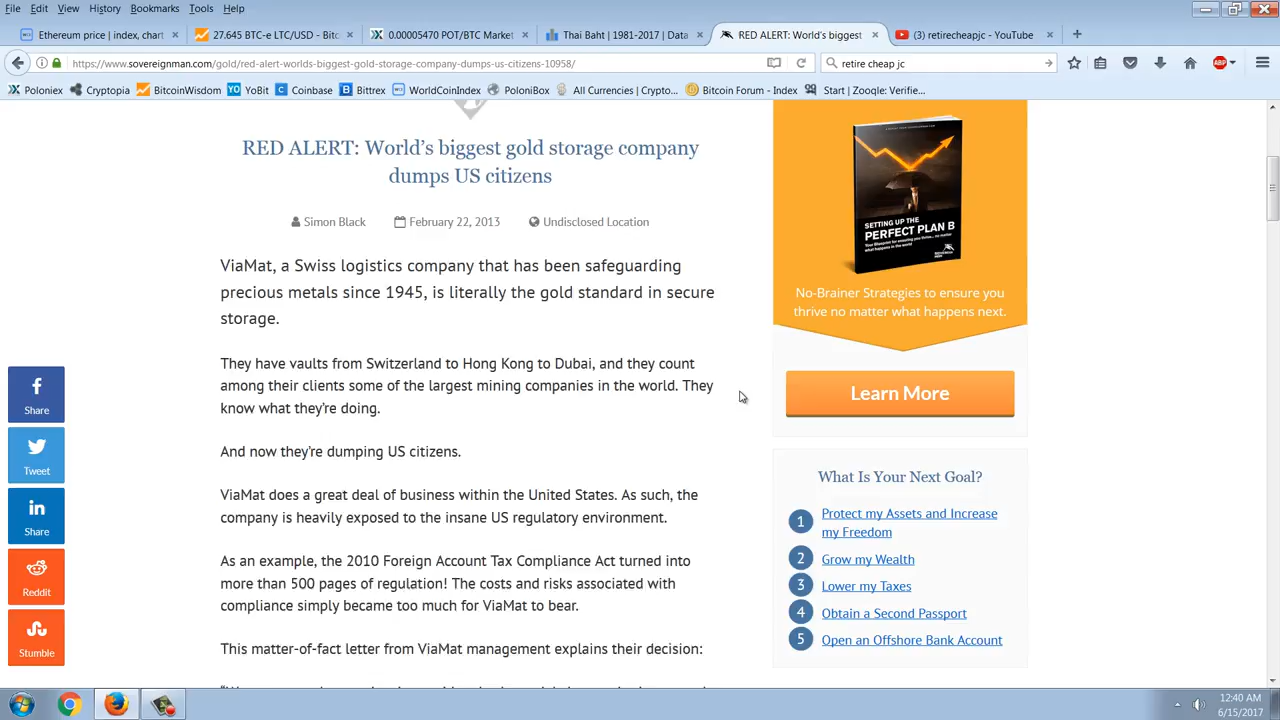 File Edit View History Bookmarks Tools Help
Ethereum price | index, chart
27.645 BTC-e LTC/USD - Bitco
0.00005470 POT/BTC Market
Thai Baht | 1981-2017 | Data
RED ALERT: World's biggest
(3) retirecheapjc - YouTube
https://www.sovereignman.com/gold/red-alert-worlds-biggest-gold-storage-company-dumps-us-citizens-10958/
retire cheap jc
ABP
Poloniex Cryptopia BitcoinWisdom YoBit Coinbase Bittrex WorldCoinIndex PoloniBox All Currencies | Crypto... Bitcoin Forum - Index Start | Zooqle: Verifie...
RED ALERT: World's biggest gold storage company
dumps US citizens
Simon Black February 22, 2013 Undisclosed Location
ViaMat, a Swiss logistics company that has been safeguarding
precious metals since 1945, is literally the gold standard in secure
storage.
They have vaults from Switzerland to Hong Kong to Dubai, and they count
among their clients some of the largest mining companies in the world. They
know what they're doing.
And now they're dumping US citizens.
ViaMat does a great deal of business within the United States. As such, the
company is heavily exposed to the insane US regulatory environment.
As an example, the 2010 Foreign Account Tax Compliance Act turned into
more than 500 pages of regulation! The costs and risks associated with
compliance simply became too much for ViaMat to bear.
This matter-of-fact letter from ViaMat management explains their decision:
Share
Tweet
Share
Reddit
Stumble
SETTING UP THE
PERFECT PLAN B
No-Brainer Strategies to ensure you
thrive no matter what happens next.
Learn More
What Is Your Next Goal?
1 Protect my Assets and Increase
my Freedom
2 Grow my Wealth
3 Lower my Taxes
4 Obtain a Second Passport
5 Open an Offshore Bank Account
12:40 AM
6/15/2017